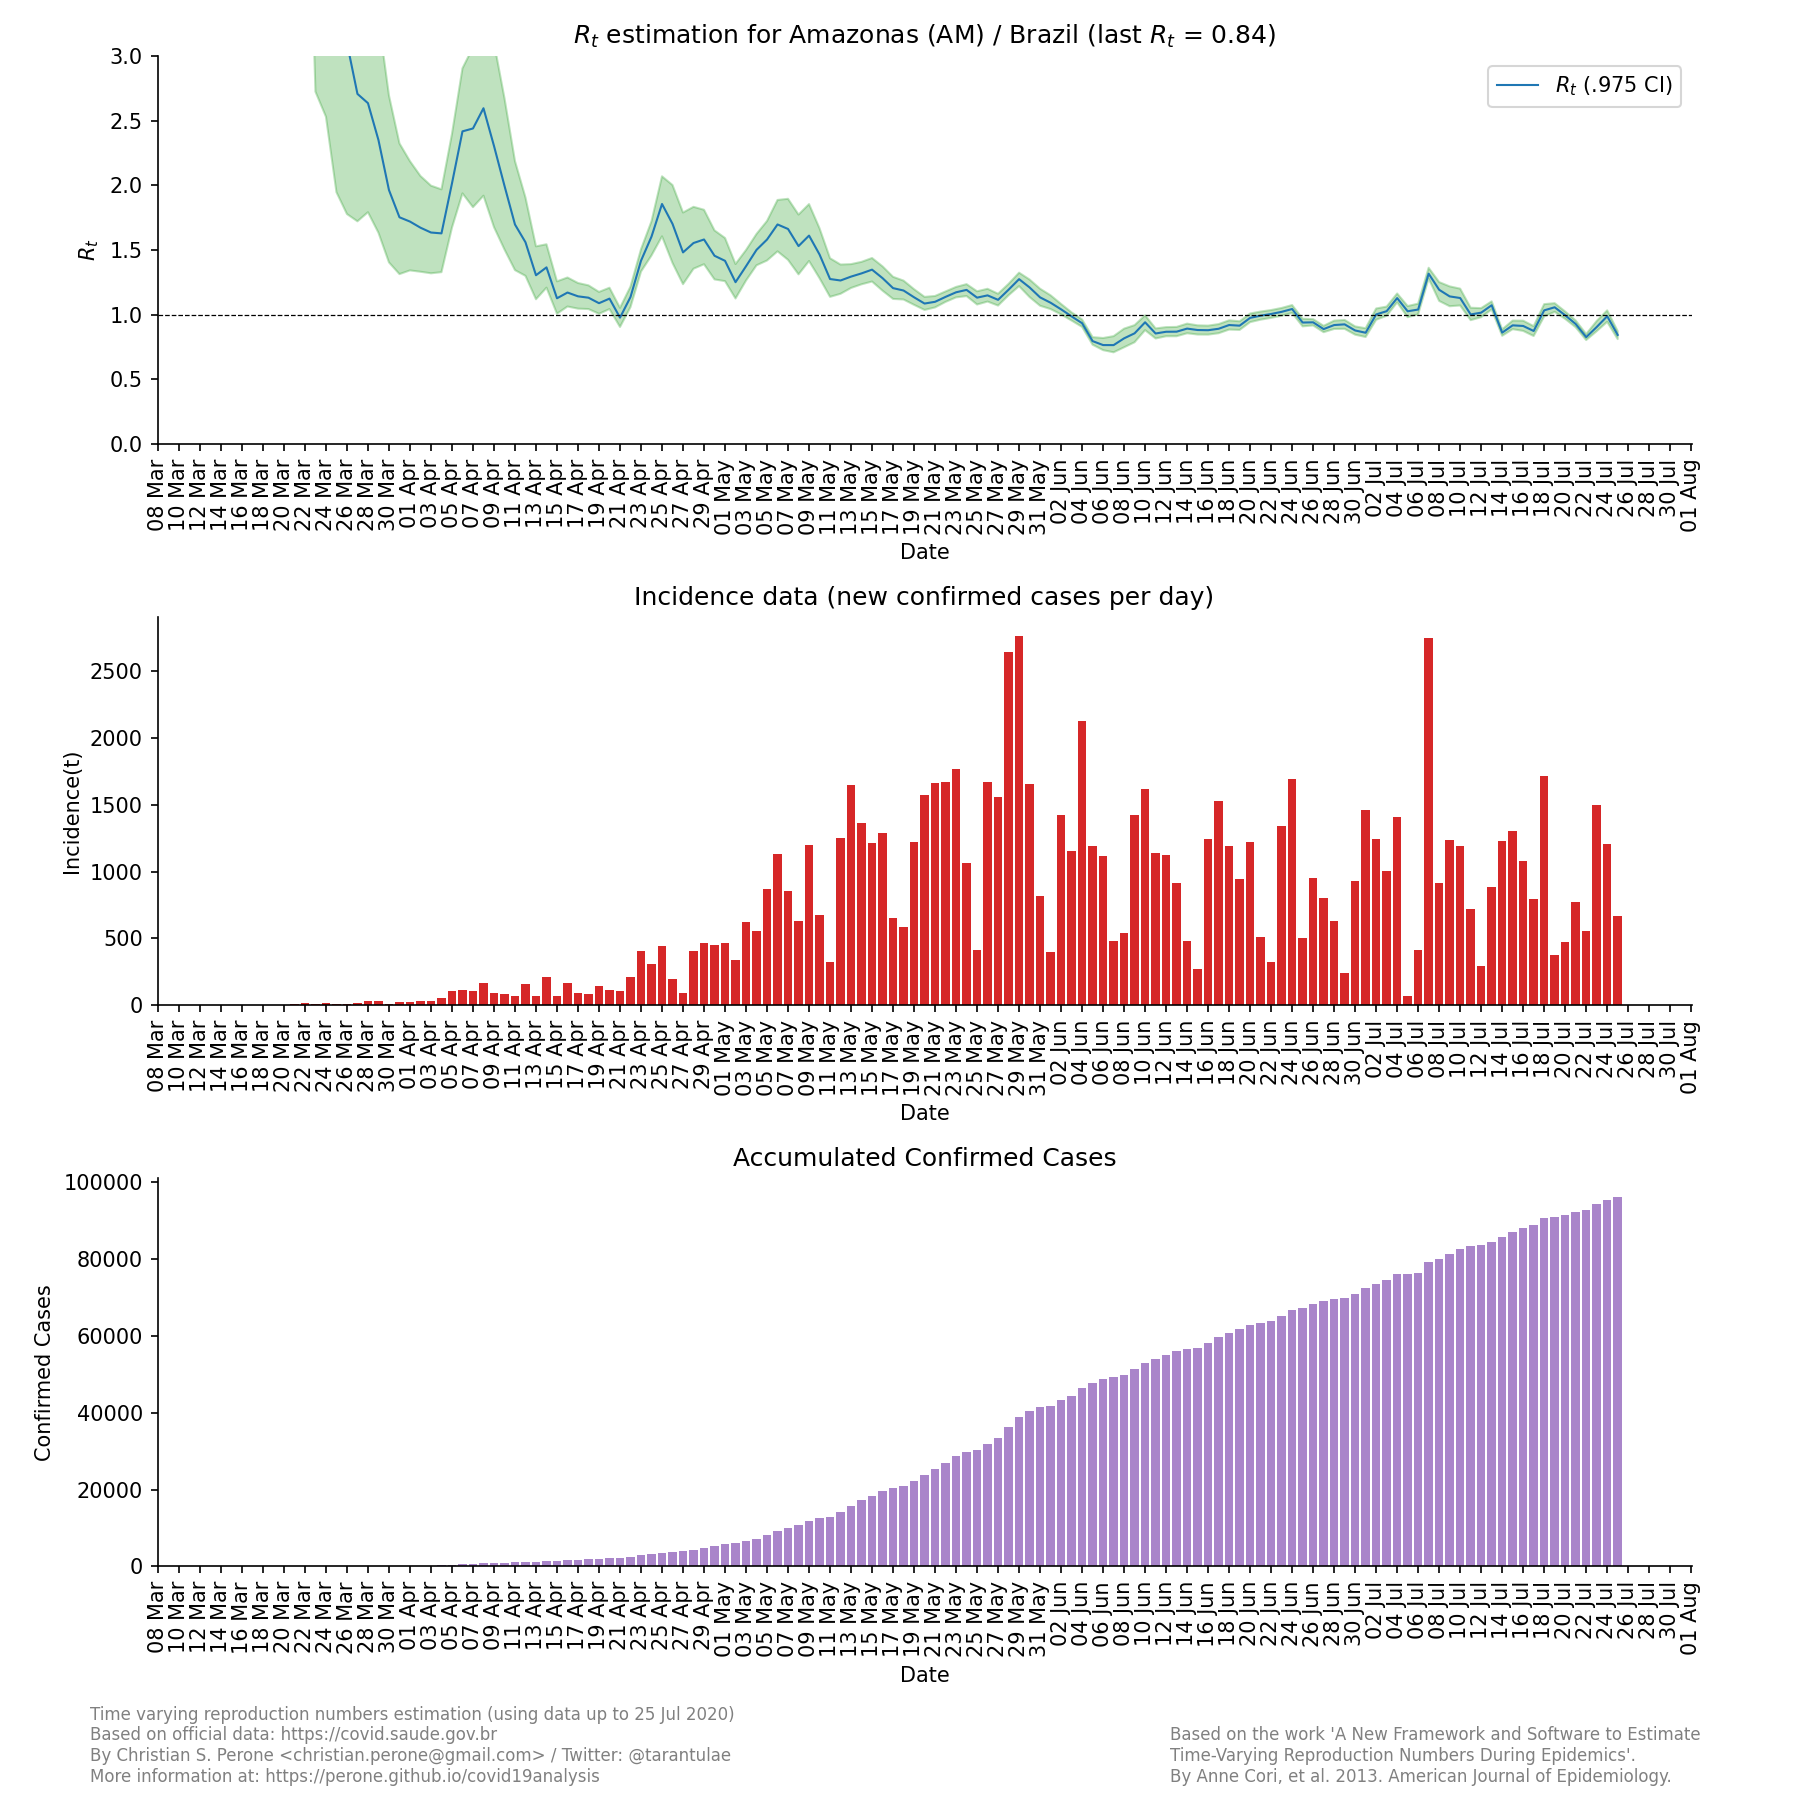 Rt estimation for Amazonas (AM) / Brazil (last Rt = 0.84)
3.0
2.5
2.0
1.5
1.0
0.5
0.0
Rt
Rt (.975 CI)
08 Mar 10 Mar 12 Mar 14 Mar 16 Mar 18 Mar 20 Mar 22 Mar 24 Mar 26 Mar 28 Mar 30 Mar 01 Apr 03 Apr 05 Apr 07 Apr 09 Apr 11 Apr 13 Apr 15 Apr 17 Apr 19 Apr 21 Apr 23 Apr 25 Apr 27 Apr 29 Apr 01 May 03 May 05 May 07 May 09 May 11 May 13 May 15 May 17 May 19 May 21 May 23 May 25 May 27 May 29 May 31 May 02 Jun 04 Jun 06 Jun 08 Jun 10 Jun 12 Jun 14 Jun 16 Jun 18 Jun 20 Jun 22 Jun 24 Jun 26 Jun 28 Jun 30 Jun 02 Jul 04 Jul 06 Jul 08 Jul 10 Jul 12 Jul 14 Jul 16 Jul 18 Jul 20 Jul 22 Jul 24 Jul 26 Jul 28 Jul 30 Jul 01 Aug
Date
Incidence data (new confirmed cases per day)
2500
2000
1500
1000
500
0
Incidence(t)
08 Mar 10 Mar 12 Mar 14 Mar 16 Mar 18 Mar 20 Mar 22 Mar 24 Mar 26 Mar 28 Mar 30 Mar 01 Apr 03 Apr 05 Apr 07 Apr 09 Apr 11 Apr 13 Apr 15 Apr 17 Apr 19 Apr 21 Apr 23 Apr 25 Apr 27 Apr 29 Apr 01 May 03 May 05 May 07 May 09 May 11 May 13 May 15 May 17 May 19 May 21 May 23 May 25 May 27 May 29 May 31 May 02 Jun 04 Jun 06 Jun 08 Jun 10 Jun 12 Jun 14 Jun 16 Jun 18 Jun 20 Jun 22 Jun 24 Jun 26 Jun 28 Jun 30 Jun 02 Jul 04 Jul 06 Jul 08 Jul 10 Jul 12 Jul 14 Jul 16 Jul 18 Jul 20 Jul 22 Jul 24 Jul 26 Jul 28 Jul 30 Jul 01 Aug
Date
Accumulated Confirmed Cases
100000
80000
60000
40000
20000
0
Confirmed Cases
08 Mar 10 Mar 12 Mar 14 Mar 16 Mar 18 Mar 20 Mar 22 Mar 24 Mar 26 Mar 28 Mar 30 Mar 01 Apr 03 Apr 05 Apr 07 Apr 09 Apr 11 Apr 13 Apr 15 Apr 17 Apr 19 Apr 21 Apr 23 Apr 25 Apr 27 Apr 29 Apr 01 May 03 May 05 May 07 May 09 May 11 May 13 May 15 May 17 May 19 May 21 May 23 May 25 May 27 May 29 May 31 May 02 Jun 04 Jun 06 Jun 08 Jun 10 Jun 12 Jun 14 Jun 16 Jun 18 Jun 20 Jun 22 Jun 24 Jun 26 Jun 28 Jun 30 Jun 02 Jul 04 Jul 06 Jul 08 Jul 10 Jul 12 Jul 14 Jul 16 Jul 18 Jul 20 Jul 22 Jul 24 Jul 26 Jul 28 Jul 30 Jul 01 Aug
Date
Time varying reproduction numbers estimation (using data up to 25 Jul 2020)
Based on official data: https://covid.saude.gov.br
By Christian S. Perone <christian.perone@gmail.com> / Twitter: @tarantulae
More information at: https://perone.github.io/covid19analysis
Based on the work 'A New Framework and Software to Estimate
Time-Varying Reproduction Numbers During Epidemics'.
By Anne Cori, et al. 2013. American Journal of Epidemiology.